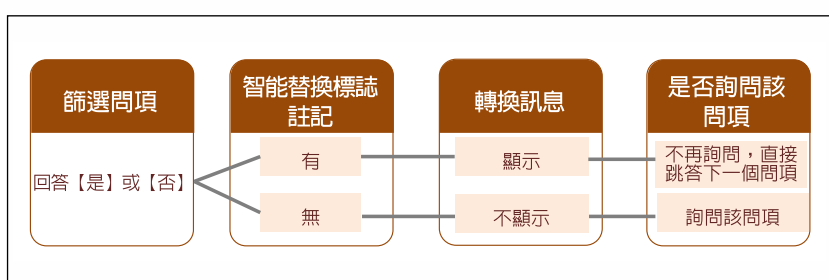 篩選問項
智能替換標誌
註記
轉換訊息
是否詢問該
問項
回答【是】或【否】
有
顯示
不再詢問，直接
跳答下一個問項
無
不顯示
詢問該問項